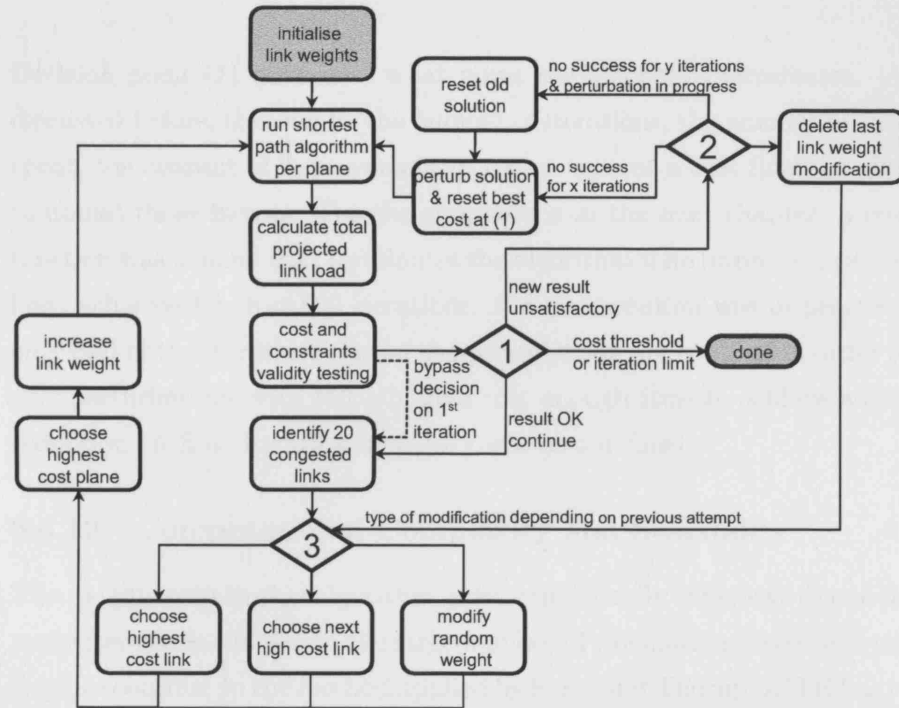 initialise
link weights
run shortest
path algorithm
per plane
calculate total
projected
link load
cost and
constraints
validity testing
bypass
decision
on 1st
iteration
identify 20
congested
links
1
new result
unsatisfactory
cost threshold
or iteration limit
done
result OK
continue
2
no success for y iterations
& perturbation in progress
reset old
solution
no success
for x iterations
perturb solution
& reset best
cost at (1)
delete last
link weight
modification
type of modification depending on previous attempt
3
choose
highest
cost link
choose next
high cost link
modify
random
weight
choose
highest
cost plane
increase
link weight